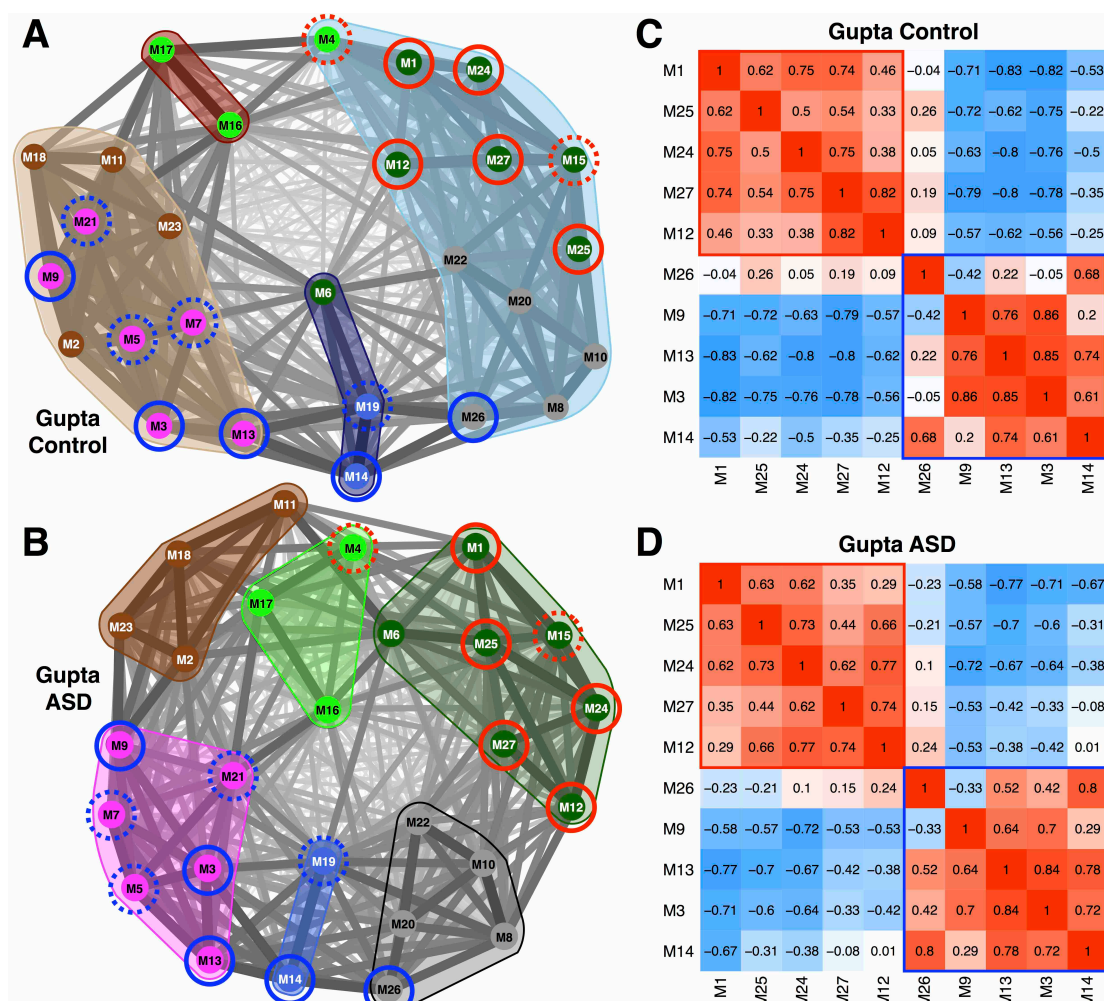 A
M17
M4
M1
M24
M16
M18
M11
M12
M27
M15
M21
M23
M25
M9
M22
M6
M20
M7
M5
M2
M10
M19
M26
M8
M3
M13
Gupta
Control
M14
B
M11
M18
M4
M1
M17
M23
M6
M25
M15
M2
Gupta
ASD
M16
M24
M9
M27
M21
M7
M12
M22
M19
M10
M3
M5
M20
M8
M13
M14
M26
C
Gupta Control
M1 1 0.62 0.75 0.74 0.46 −0.04 −0.71 −0.83 −0.82 −0.53
M25 0.62 1 0.5 0.54 0.33 0.26 −0.72 −0.62 −0.75 −0.22
M24 0.75 0.5 1 0.75 0.38 0.05 −0.63 −0.8 −0.76 −0.5
M27 0.74 0.54 0.75 1 0.82 0.19 −0.79 −0.8 −0.78 −0.35
M12 0.46 0.33 0.38 0.82 1 0.09 −0.57 −0.62 −0.56 −0.25
M26 −0.04 0.26 0.05 0.19 0.09 1 −0.42 0.22 −0.05 0.68
M9 −0.71 −0.72 −0.63 −0.79 −0.57 −0.42 1 0.76 0.86 0.2
M13 −0.83 −0.62 −0.8 −0.8 −0.62 0.22 0.76 1 0.85 0.74
M3 −0.82 −0.75 −0.76 −0.78 −0.56 −0.05 0.86 0.85 1 0.61
M14 −0.53 −0.22 −0.5 −0.35 −0.25 0.68 0.2 0.74 0.61 1
M1 M25 M24 M27 M12 M26 M9 M13 M3 M14
D
Gupta ASD
M1 1 0.63 0.62 0.35 0.29 −0.23 −0.58 −0.77 −0.71 −0.67
M25 0.63 1 0.73 0.44 0.66 −0.21 −0.57 −0.7 −0.6 −0.31
M24 0.62 0.73 1 0.62 0.77 0.1 −0.72 −0.67 −0.64 −0.38
M27 0.35 0.44 0.62 1 0.74 0.15 −0.53 −0.42 −0.33 −0.08
M12 0.29 0.66 0.77 0.74 1 0.24 −0.53 −0.38 −0.42 0.01
M26 −0.23 −0.21 0.1 0.15 0.24 1 −0.33 0.52 0.42 0.8
M9 −0.58 −0.57 −0.72 −0.53 −0.53 −0.33 1 0.64 0.7 0.29
M13 −0.77 −0.7 −0.67 −0.42 −0.38 0.52 0.64 1 0.84 0.78
M3 −0.71 −0.6 −0.64 −0.33 −0.42 0.42 0.7 0.84 1 0.72
M14 −0.67 −0.31 −0.38 −0.08 0.01 0.8 0.29 0.78 0.72 1
M1 M25 M24 M27 M12 M26 M9 M13 M3 M14